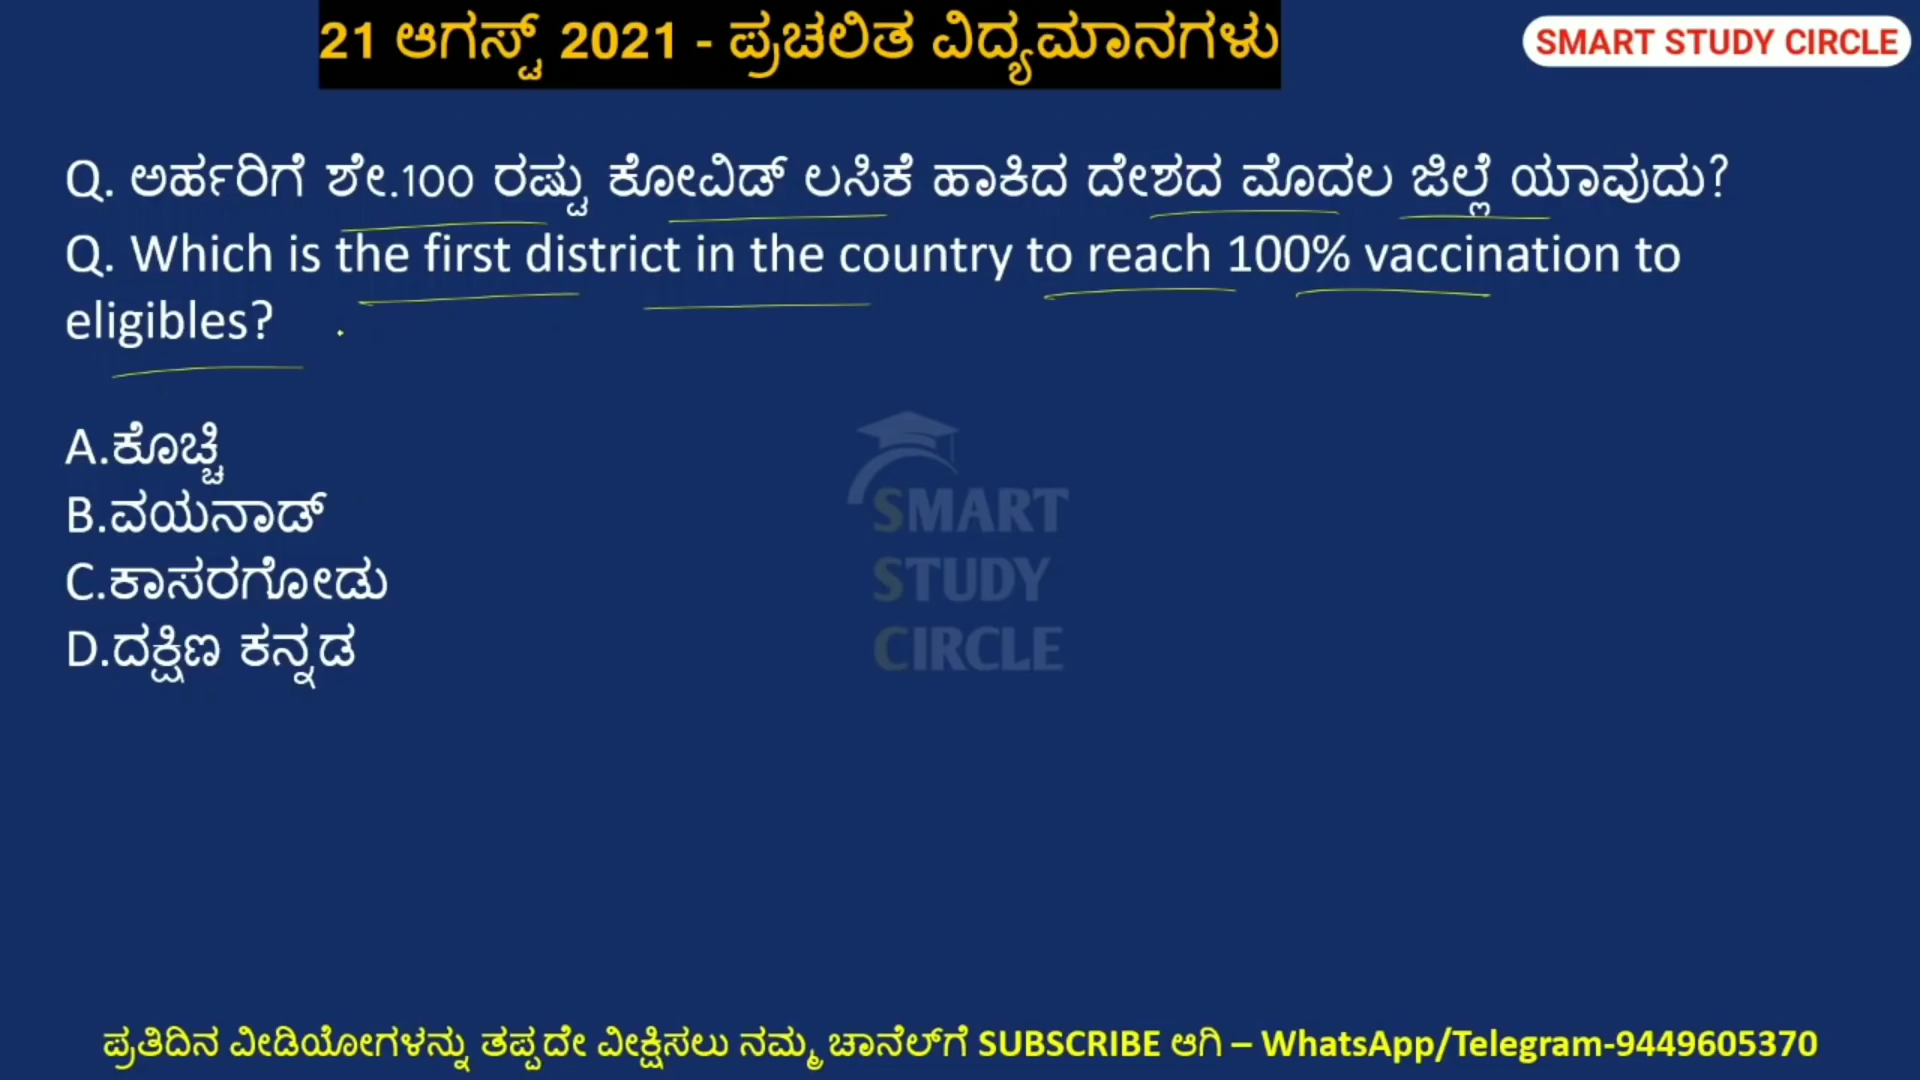 21 ಆಗಸ್ಟ್ 2021 - ಪ್ರಚಲಿತ ವಿದ್ಯಮಾನಗಳು
SMART STUDY CIRCLE
Q. ಅರ್ಹರಿಗೆ ಶೇ.100 ರಷ್ಟು ಕೋವಿಡ್ ಲಸಿಕೆ ಹಾಕಿದ ದೇಶದ ಮೊದಲ ಜಿಲ್ಲೆ ಯಾವುದು?
Q. Which is the first district in the country to reach 100% vaccination to
eligibles?
A.ಕೊಚ್ಚಿ
B.ವಯನಾಡ್
C.ಕಾಸರಗೋಡು
D.ದಕ್ಷಿಣ ಕನ್ನಡ
SMART
STUDY
CIRCLE
ಪ್ರತಿದಿನ ವೀಡಿಯೋಗಳನ್ನು ತಪ್ಪದೇ ವೀಕ್ಷಿಸಲು ನಮ್ಮ ಚಾನೆಲ್‌ಗೆ SUBSCRIBE ಆಗಿ – WhatsApp/Telegram-9449605370